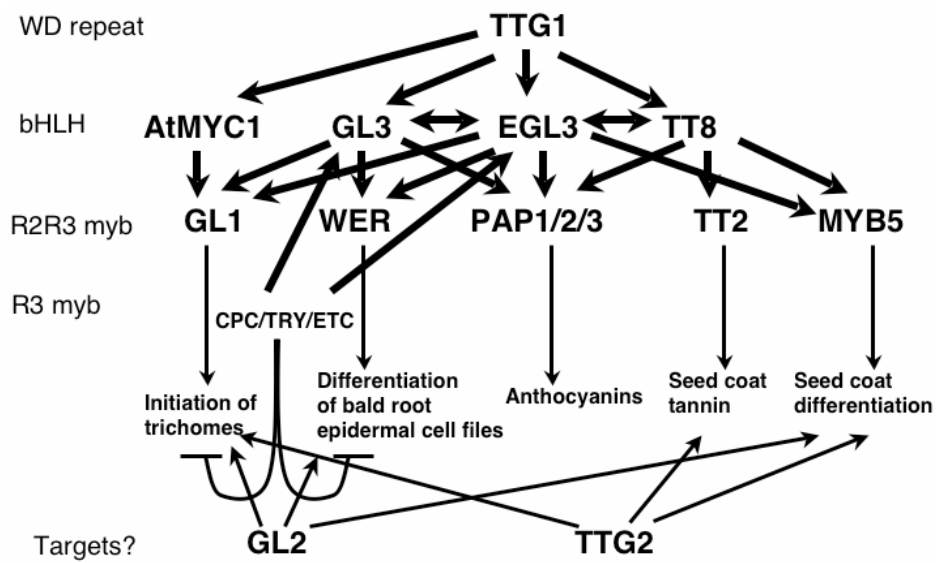 WD repeat
TTG1
bHLH
AtMYC1
GL3
EGL3
TT8
R2R3 myb
GL1
WER
PAP1/2/3
TT2
MYB5
R3 myb
CPC/TRY/ETC
Initiation of
trichomes
Differentiation
of bald root
epidermal cell files
Anthocyanins
Seed coat
tannin
Seed coat
differentiation
Targets?
GL2
TTG2